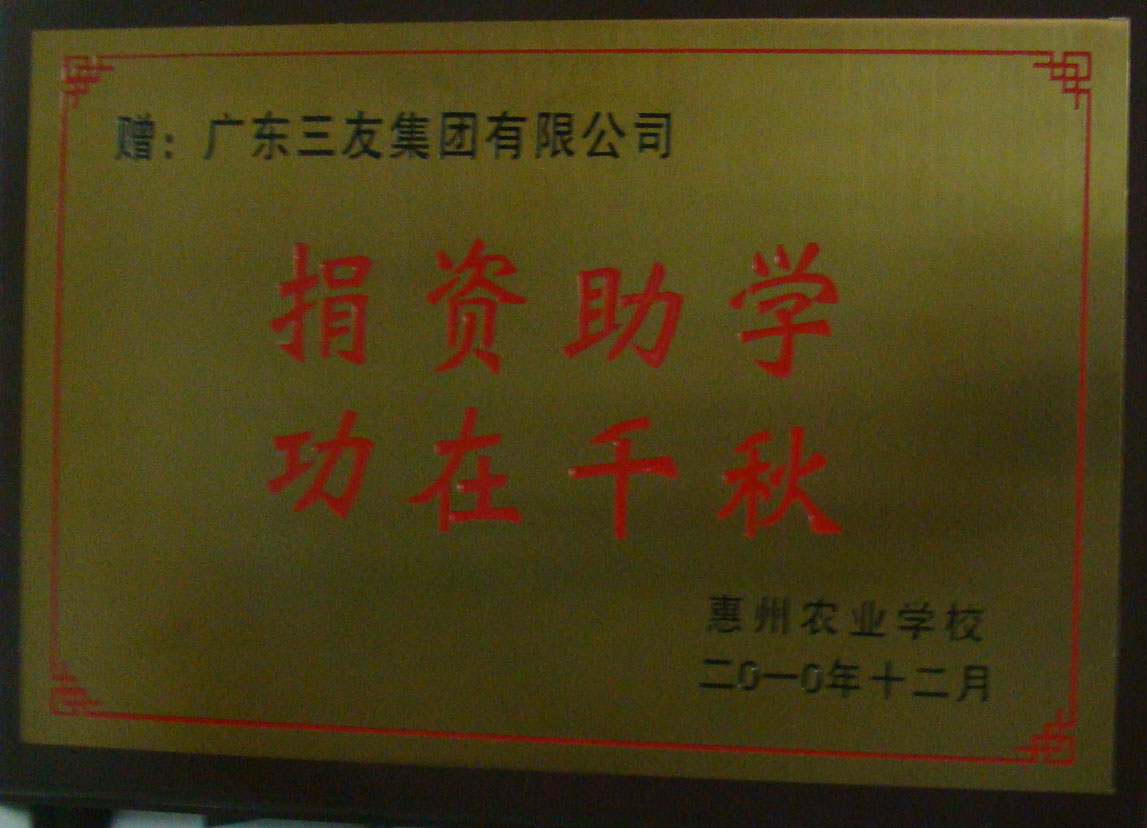 赠：广东三友集团有限公司
捐资助学
功在千秋
惠州农业学校
二0一0年十二月